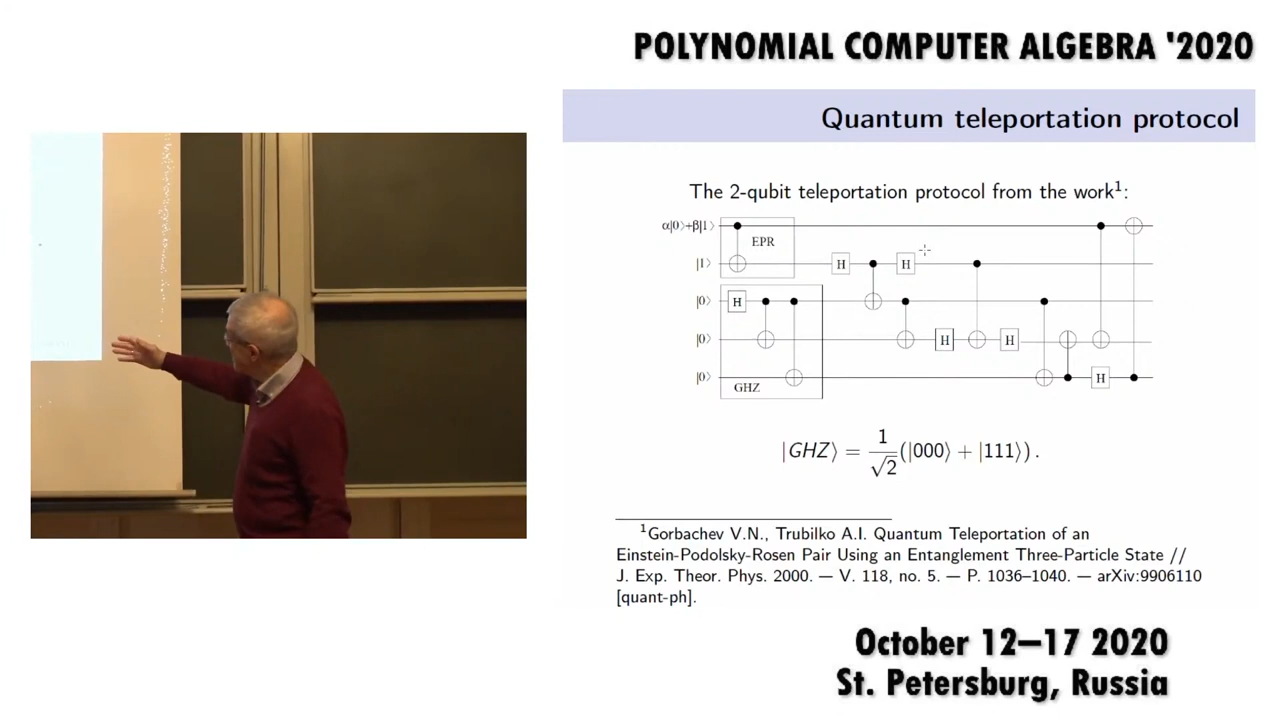 POLYNOMIAL COMPUTER ALGEBRA '2020
Quantum teleportation protocol
The 2-qubit teleportation protocol from the work¹:
α|0⟩+β|1⟩
EPR
|1⟩ H H
|0⟩ H
|0⟩ H H
|0⟩ H
GHZ
|GHZ⟩ = 1/√2 (|000⟩ + |111⟩) .
¹Gorbachev V.N., Trubilko A.I. Quantum Teleportation of an
Einstein-Podolsky-Rosen Pair Using an Entanglement Three-Particle State //
J. Exp. Theor. Phys. 2000. — V. 118, no. 5. — P. 1036–1040. — arXiv:9906110
[quant-ph].
October 12–17 2020
St. Petersburg, Russia